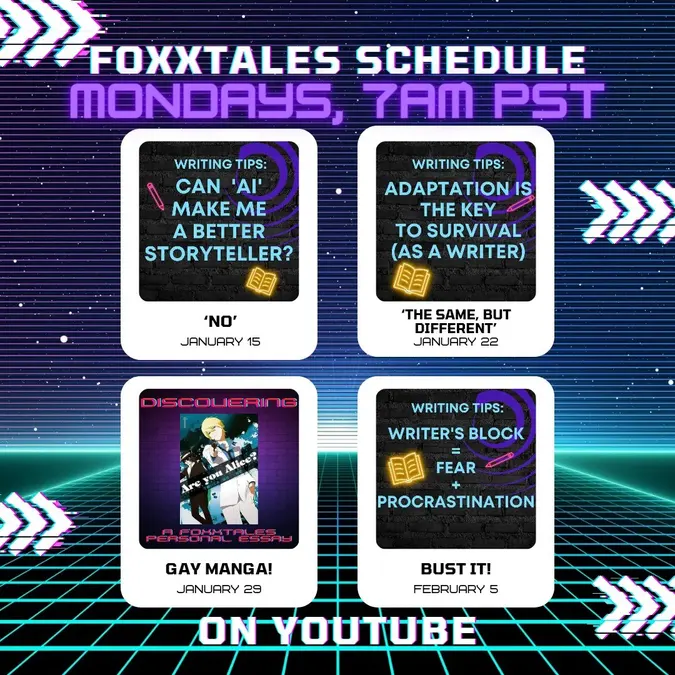 FOXXTALES SCHEDULE
MONDAYS, 7AM PST
WRITING TIPS:
CAN 'AI'
MAKE ME
A BETTER
STORYTELLER?
'NO'
JANUARY 15
WRITING TIPS:
ADAPTATION IS
THE KEY
TO SURVIVAL
(AS A WRITER)
'THE SAME, BUT
DIFFERENT'
JANUARY 22
DISCOVERING
Are you Alice?
A FOXXTALES
PERSONAL ESSAY
GAY MANGA!
JANUARY 29
WRITING TIPS:
WRITER'S BLOCK
=
FEAR
+
PROCRASTINATION
BUST IT!
FEBRUARY 5
ON YOUTUBE